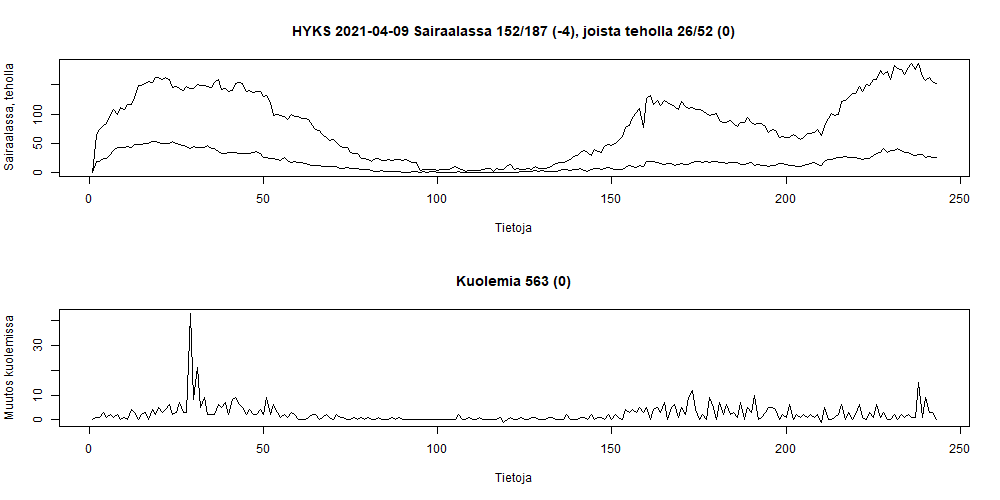 HYKS 2021-04-09 Sairaalassa 152/187 (-4), joista teholla 26/52 (0)
Sairaalassa, teholla
0 50 100
0 50 100 150 200 250
Tietoja
Kuolemia 563 (0)
Muutos kuolemissa
0 10 30
0 50 100 150 200 250
Tietoja